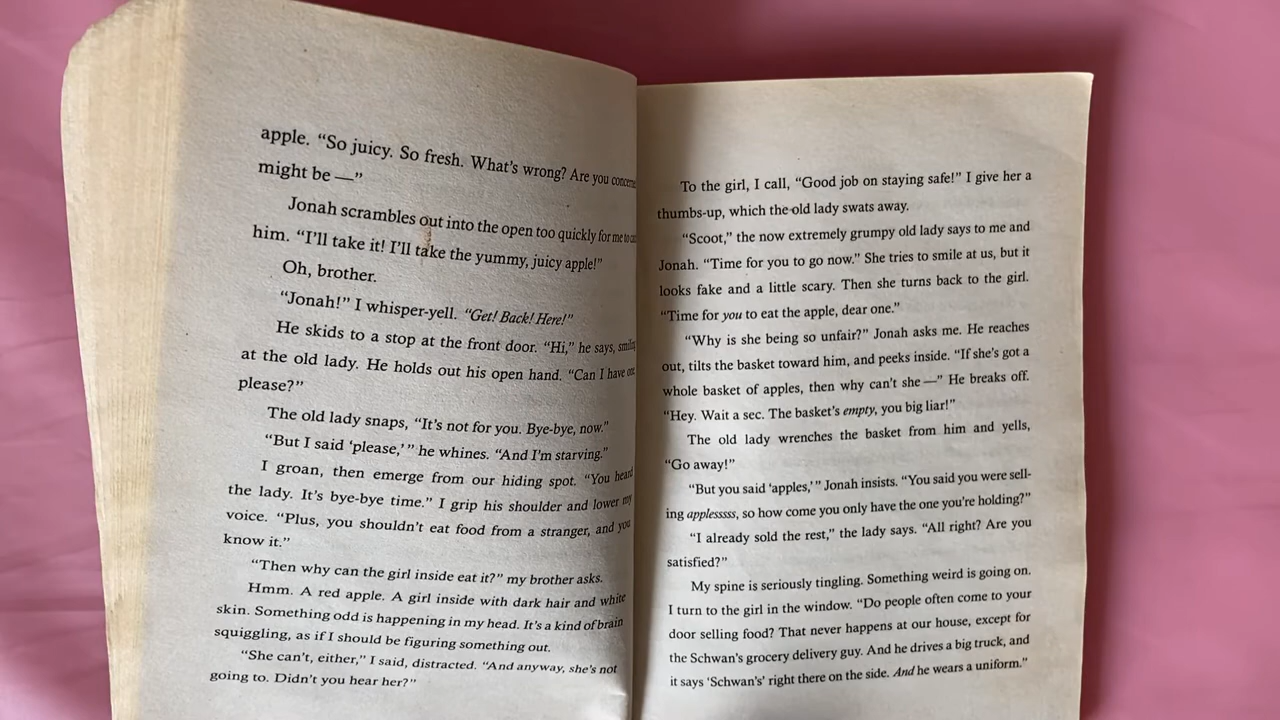 apple. “So juicy. So fresh. What’s wrong? Are you
might be —”
Jonah scrambles out into the open too quickly for me to
him. “I’ll take it! I’ll take the yummy, juicy apple!”
Oh, brother.
“Jonah!” I whisper-yell. “Get! Back! Here!”
He skids to a stop at the front door. “Hi,” he says,
at the old lady. He holds out his open hand. “Can I have
please?”
The old lady snaps, “It’s not for you. Bye-bye, now.”
“But I said ‘please,’ ” he whines. “And I’m starving.”
I groan, then emerge from our hiding spot. “You heard
the lady. It’s bye-bye time.” I grip his shoulder and lower my
voice. “Plus, you shouldn’t eat food from a stranger, and you
know it.”
“Then why can the girl inside eat it?” my brother asks.
Hmm. A red apple. A girl inside with dark hair and white
skin. Something odd is happening in my head. It’s a kind of brain
squiggling, as if I should be figuring something out.
“She can’t, either,” I said, distracted. “And anyway, she’s not
going to. Didn’t you hear her?”
To the girl, I call, “Good job on staying safe!” I give her a
thumbs-up, which the old lady swats away.
“Scoot,” the now extremely grumpy old lady says to me and
Jonah. “Time for you to go now.” She tries to smile at us, but it
looks fake and a little scary. Then she turns back to the girl.
“Time for you to eat the apple, dear one.”
“Why is she being so unfair?” Jonah asks me. He reaches
out, tilts the basket toward him, and peeks inside. “If she’s got a
whole basket of apples, then why can’t she —” He breaks off.
“Hey. Wait a sec. The basket’s empty, you big liar!”
The old lady wrenches the basket from him and yells,
“Go away!”
“But you said ‘apples,’ ” Jonah insists. “You said you were sell-
ing applesssss, so how come you only have the one you’re holding?”
“I already sold the rest,” the lady says. “All right? Are you
satisfied?”
My spine is seriously tingling. Something weird is going on.
I turn to the girl in the window. “Do people often come to your
door selling food? That never happens at our house, except for
the Schwan’s grocery delivery guy. And he drives a big truck, and
it says ‘Schwan’s’ right there on the side. And he wears a uniform.”